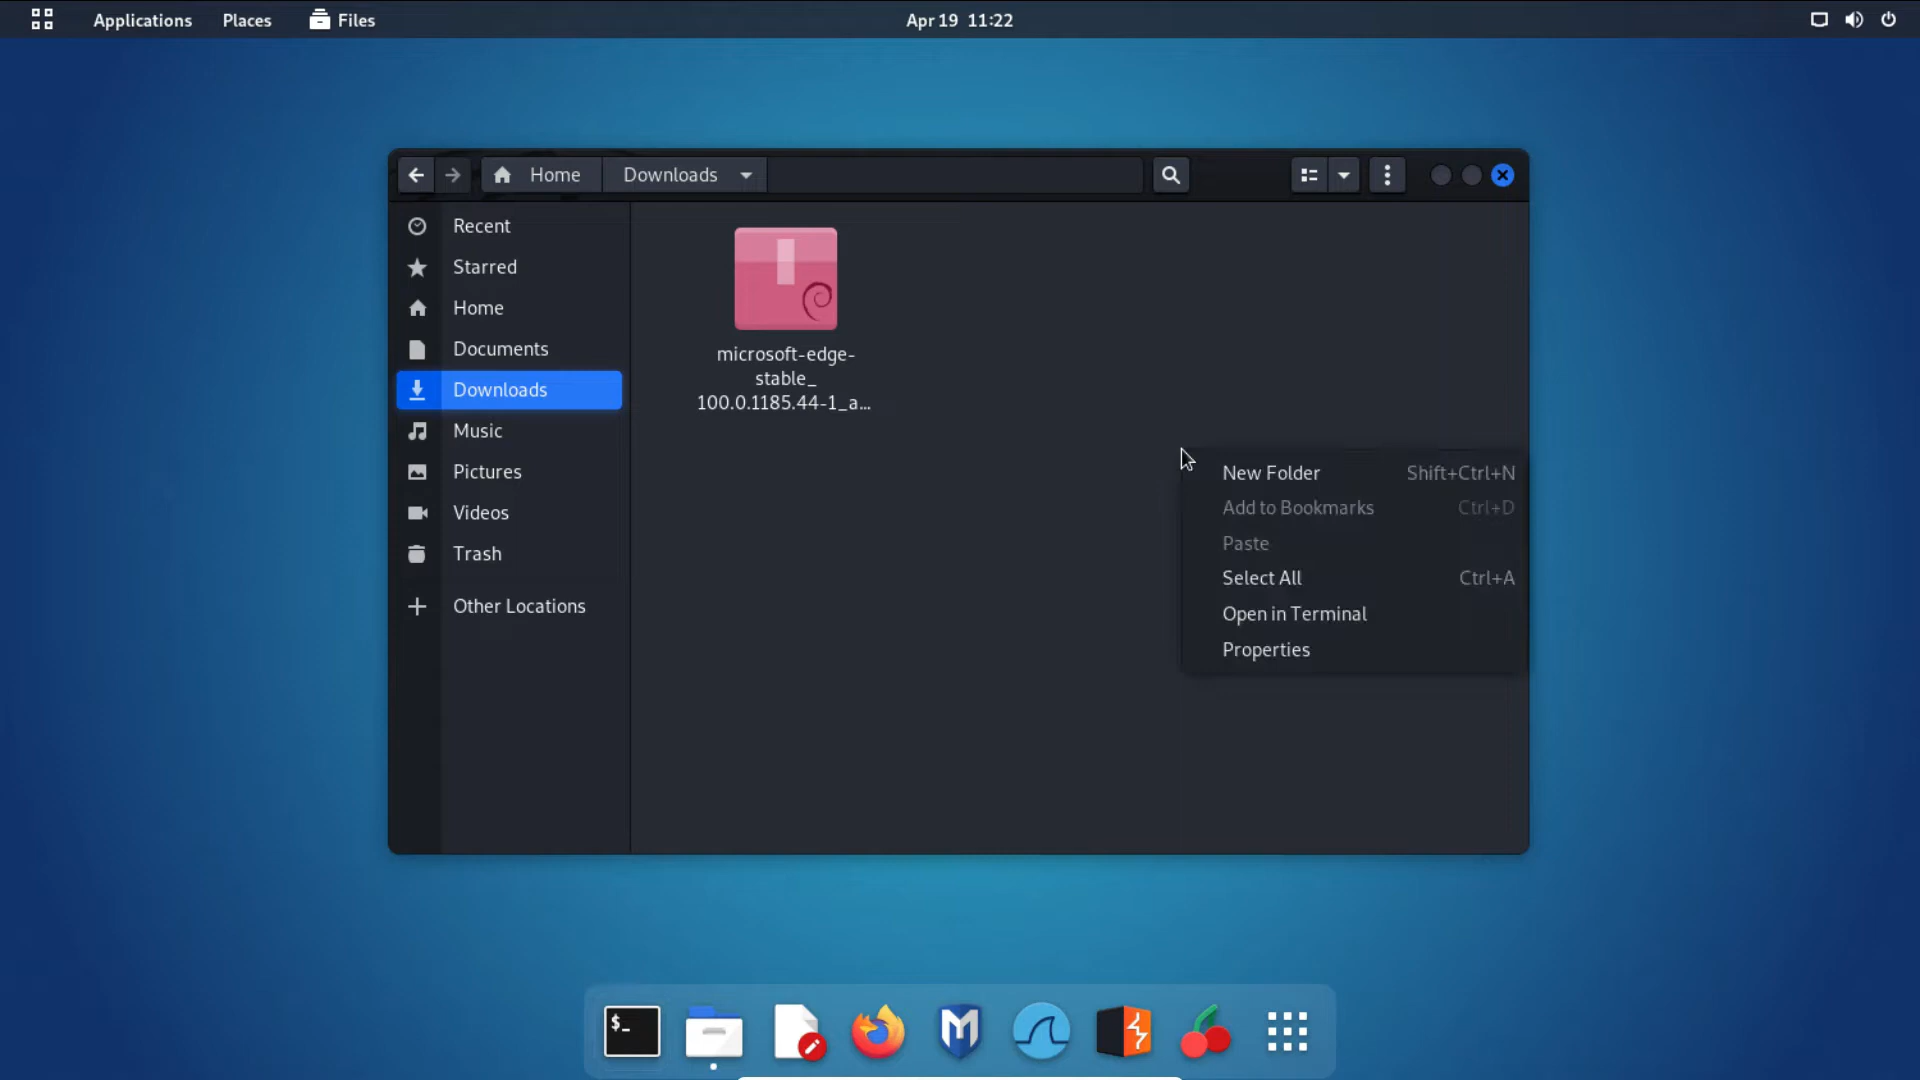 Applications Places Files Apr 19 11:22
Home Downloads
Recent
Starred
Home
Documents
Downloads
Music
Pictures
Videos
Trash
Other Locations
microsoft-edge-
stable_
100.0.1185.44-1_a...
New Folder Shift+Ctrl+N
Add to Bookmarks Ctrl+D
Paste
Select All Ctrl+A
Open in Terminal
Properties
$_